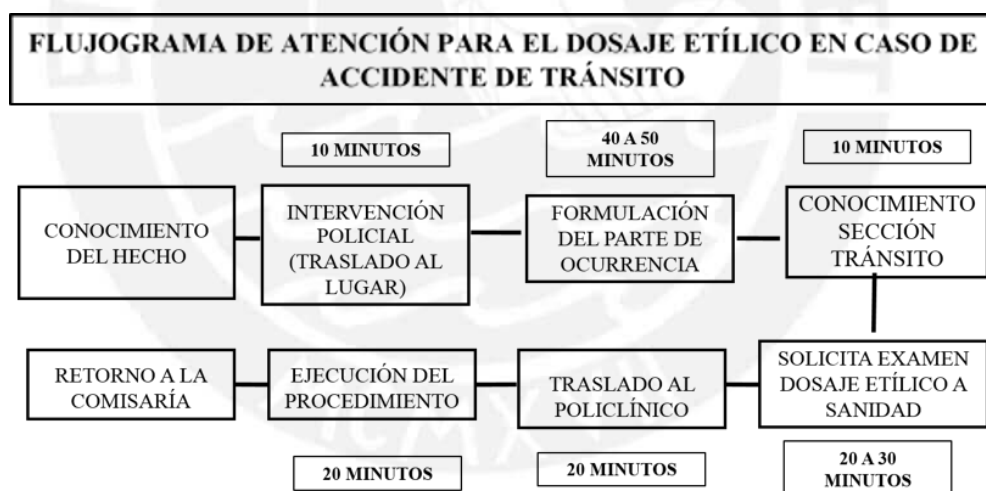 FLUJOGRAMA DE ATENCIÓN PARA EL DOSAJE ETÍLICO EN CASO DE
ACCIDENTE DE TRÁNSITO
10 MINUTOS
40 A 50
MINUTOS
10 MINUTOS
CONOCIMIENTO
DEL HECHO
INTERVENCIÓN
POLICIAL
(TRASLADO AL
LUGAR)
FORMULACIÓN
DEL PARTE DE
OCURRENCIA
CONOCIMIENTO
SECCIÓN
TRÁNSITO
RETORNO A LA
COMISARÍA
EJECUCIÓN DEL
PROCEDIMIENTO
TRASLADO AL
POLICLÍNICO
SOLICITA EXAMEN
DOSAJE ETÍLICO A
SANIDAD
20 MINUTOS
20 MINUTOS
20 A 30
MINUTOS